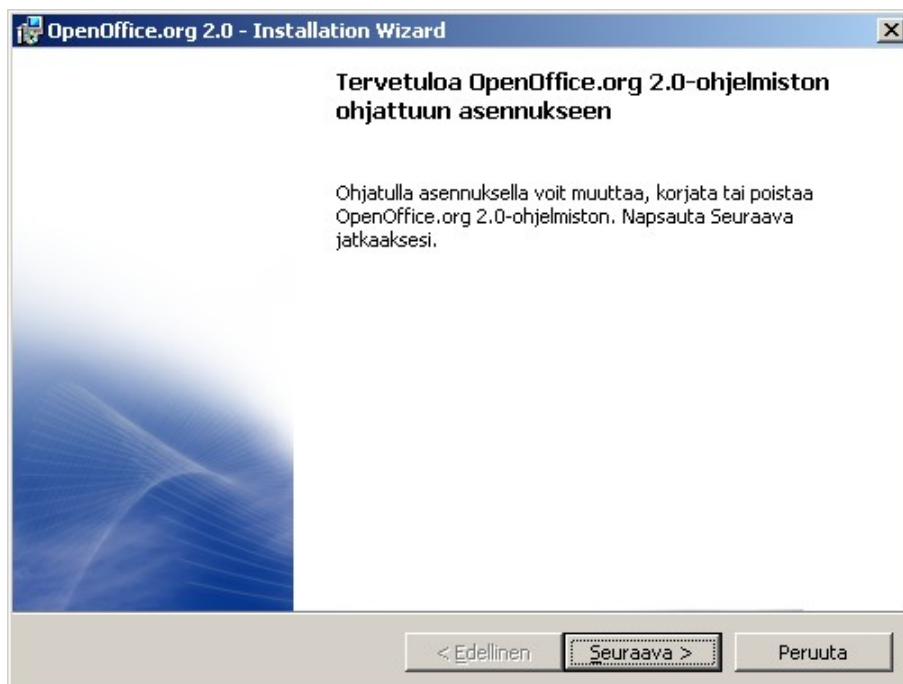 OpenOffice.org 2.0 - Installation Wizard
Tervetuloa OpenOffice.org 2.0-ohjelmiston
ohjattuun asennukseen
Ohjatulla asennuksella voit muuttaa, korjata tai poistaa
OpenOffice.org 2.0-ohjelmiston. Napsauta Seuraava
jatkaaksesi.
< Edellinen Seuraava > Peruuta